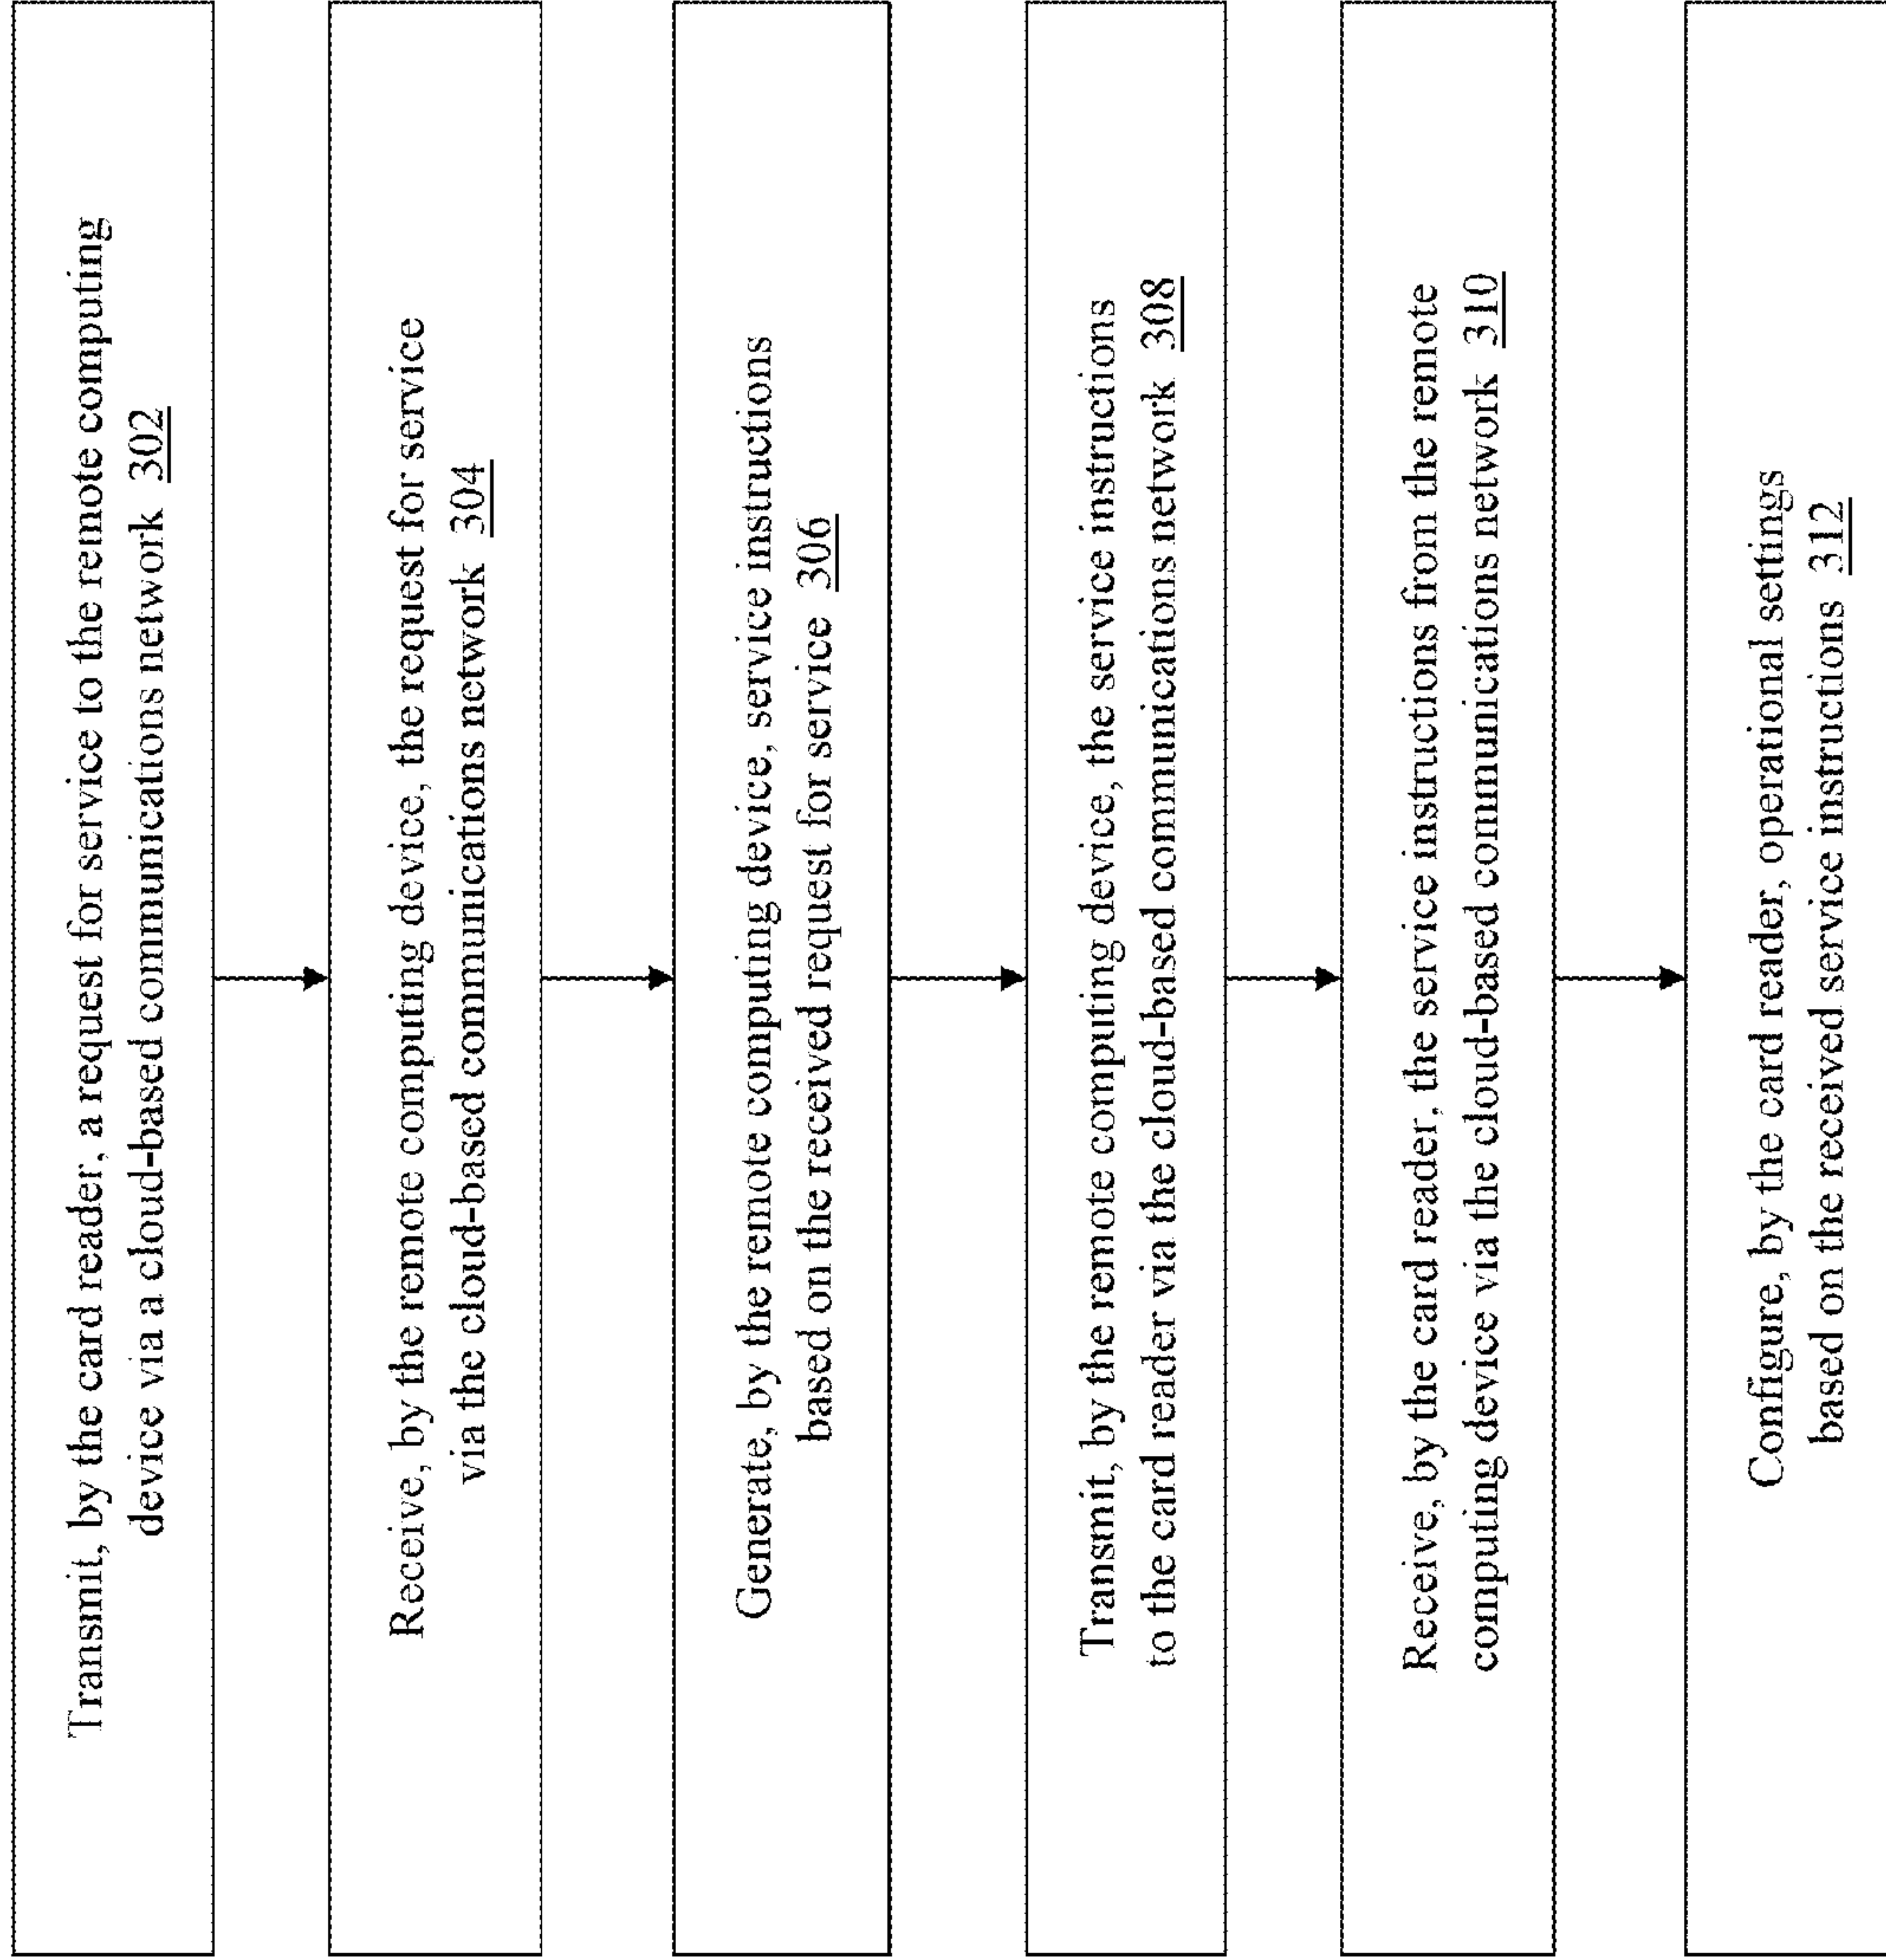 Transmit, by the card reader, a request for service to the remote computing
device via a cloud-based communications network 302
Receive, by the remote computing device, the request for service
via the cloud-based communications network 304
Generate, by the remote computing device, service instructions
based on the received request for service 306
Transmit, by the remote computing device, the service instructions
to the card reader via the cloud-based communications network 308
Receive, by the card reader, the service instructions from the remote
computing device via the cloud-based communications network 310
Configure, by the card reader, operational settings
based on the received service instructions 312